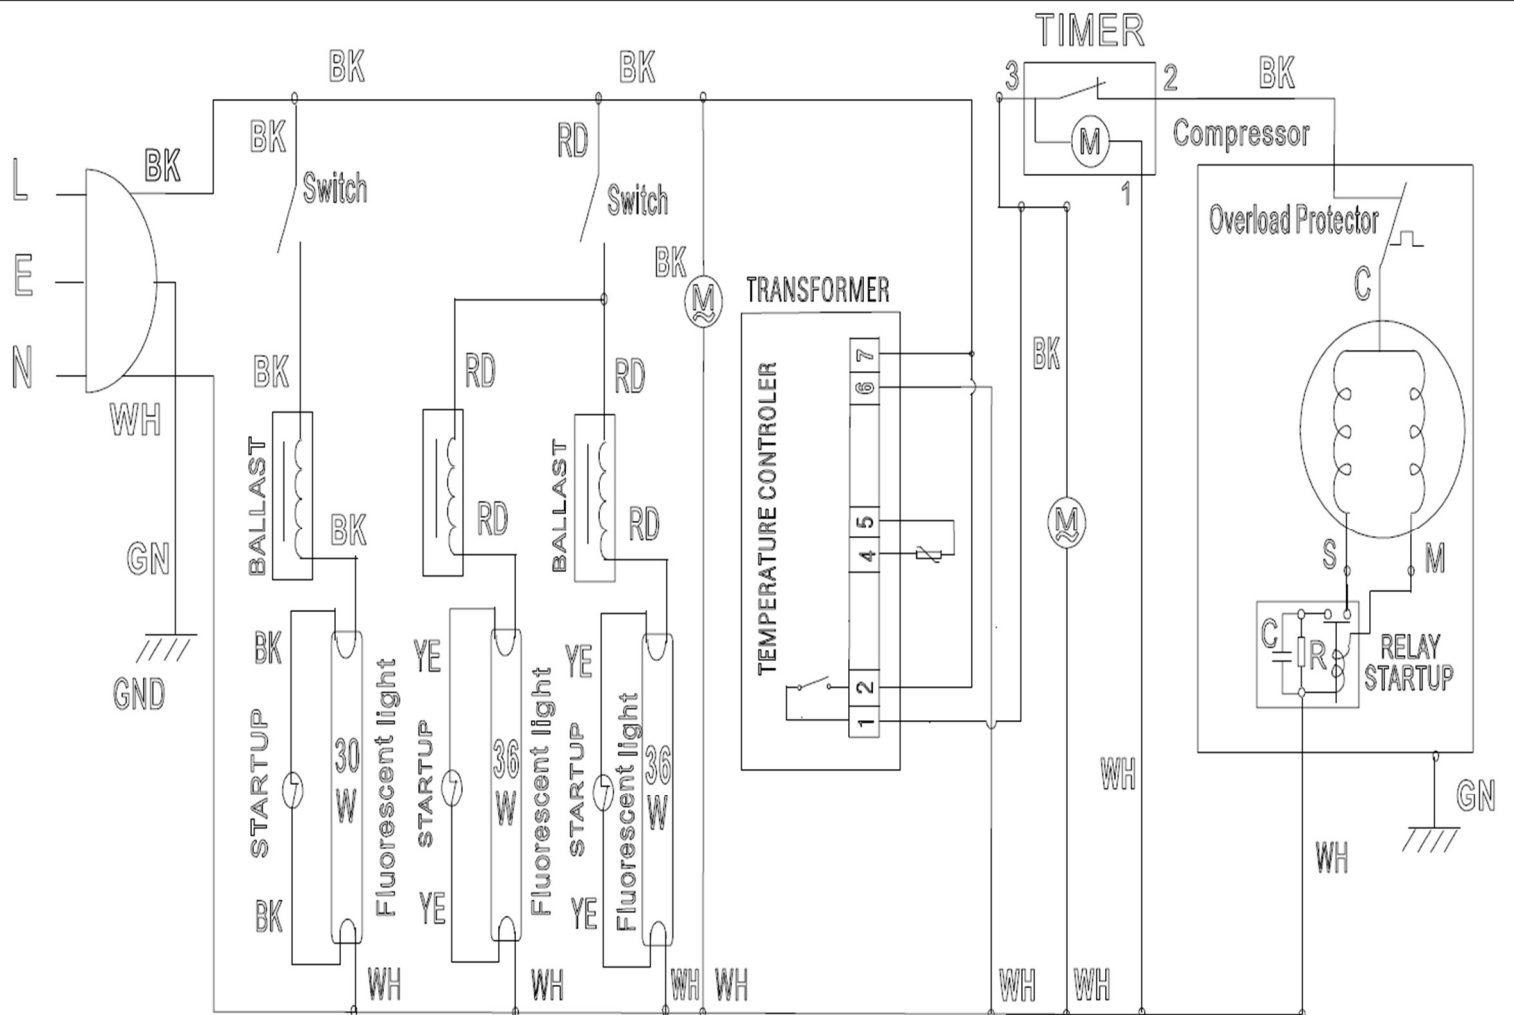 TIMER
BK
BK
3
2
BK
L
BK
BK
RD
M
Compressor
Switch
Switch
1
Overload Protector
E
BK
M
TRANSFORMER
C
N
BK
RD
RD
7
6
BK
WH
BALLAST
BK
RD
BALLAST
RD
TEMPERATURE CONTROLER
5
4
M
GN
S
M
BK
YE
YE
C
R
RELAY
STARTUP
GND
2
1
STARTUP
30
W
Fluorescent light
STARTUP
36
W
Fluorescent light
STARTUP
Fluorescent light
36
W
WH
GN
WH
BK
YE
YE
WH
WH
WH
WH
WH
WH